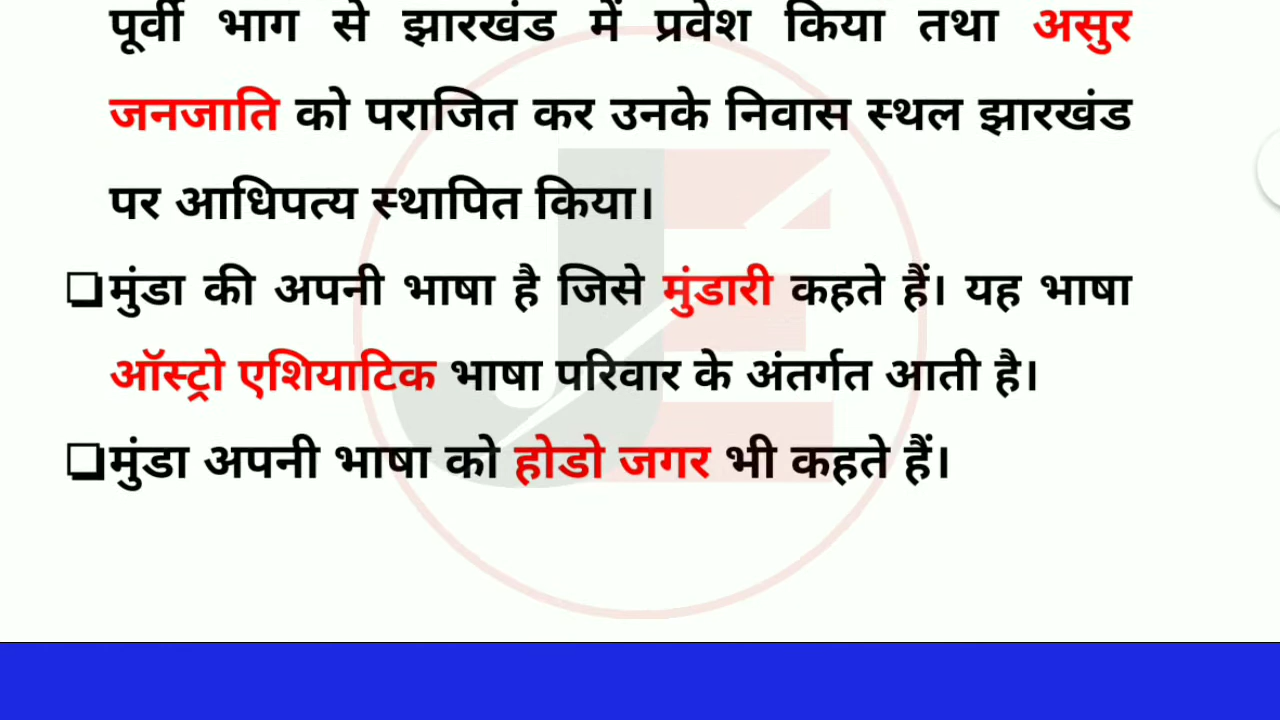 पूर्वी भाग से झारखंड में प्रवेश किया तथा असुर
जनजाति को पराजित कर उनके निवास स्थल झारखंड
पर आधिपत्य स्थापित किया।
❑मुंडा की अपनी भाषा है जिसे मुंडारी कहते हैं। यह भाषा
ऑस्ट्रो एशियाटिक भाषा परिवार के अंतर्गत आती है।
❑मुंडा अपनी भाषा को होडो जगर भी कहते हैं।